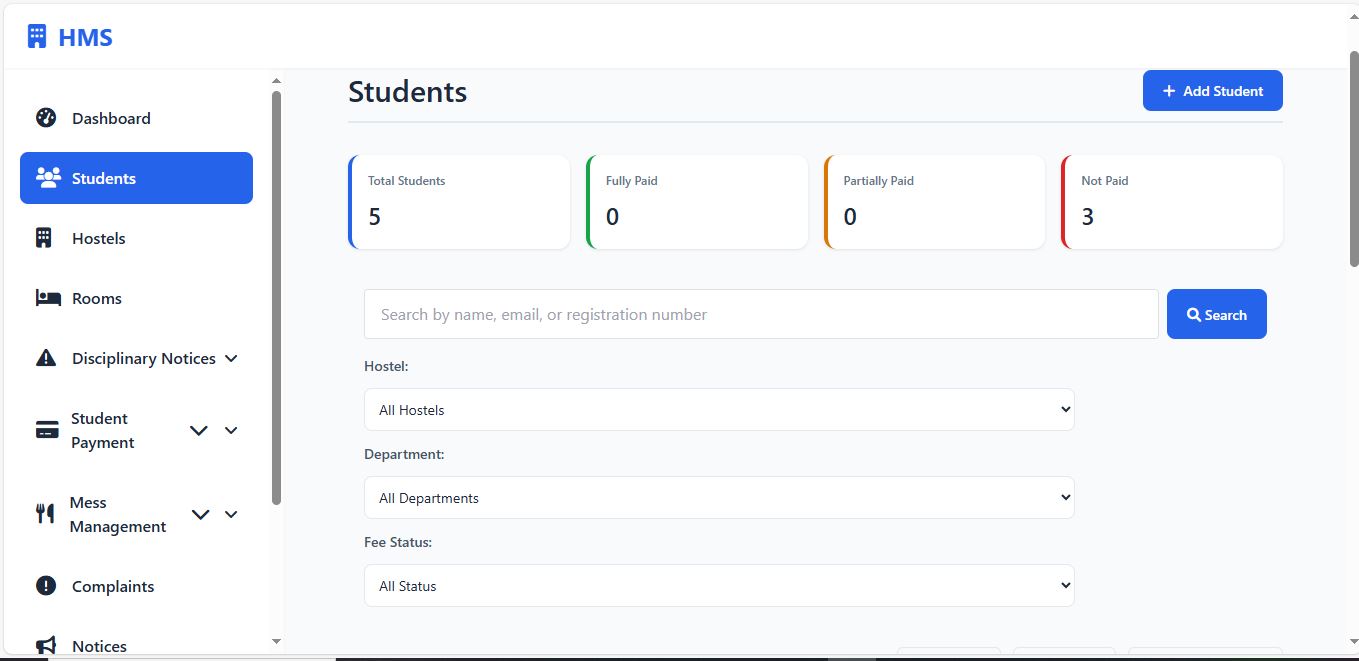 HMS
Dashboard
Students
Hostels
Rooms
Disciplinary Notices
Student
Payment
Mess
Management
Complaints
Notices
Students
Add Student
Total Students
5
Fully Paid
0
Partially Paid
0
Not Paid
3
Search by name, email, or registration number
Search
Hostel:
All Hostels
Department:
All Departments
Fee Status:
All Status